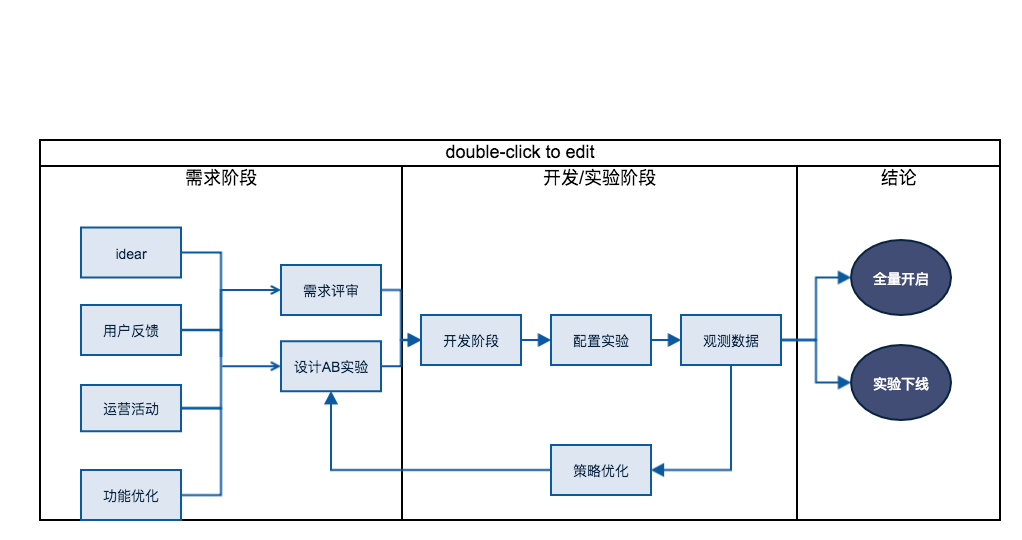 double-click to edit
需求阶段
开发/实验阶段
结论
idear
用户反馈
运营活动
功能优化
需求评审
设计AB实验
开发阶段
配置实验
观测数据
策略优化
全量开启
实验下线